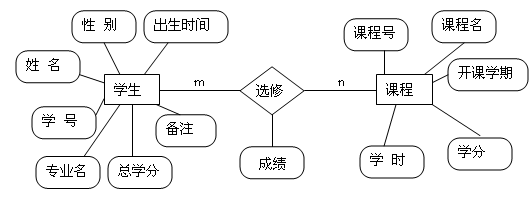 性 别
出生时间
课程号
课程名
姓 名
开课学期
学生
m
选修
n
课程
学 号
备注
专业名
总学分
成绩
学 时
学分